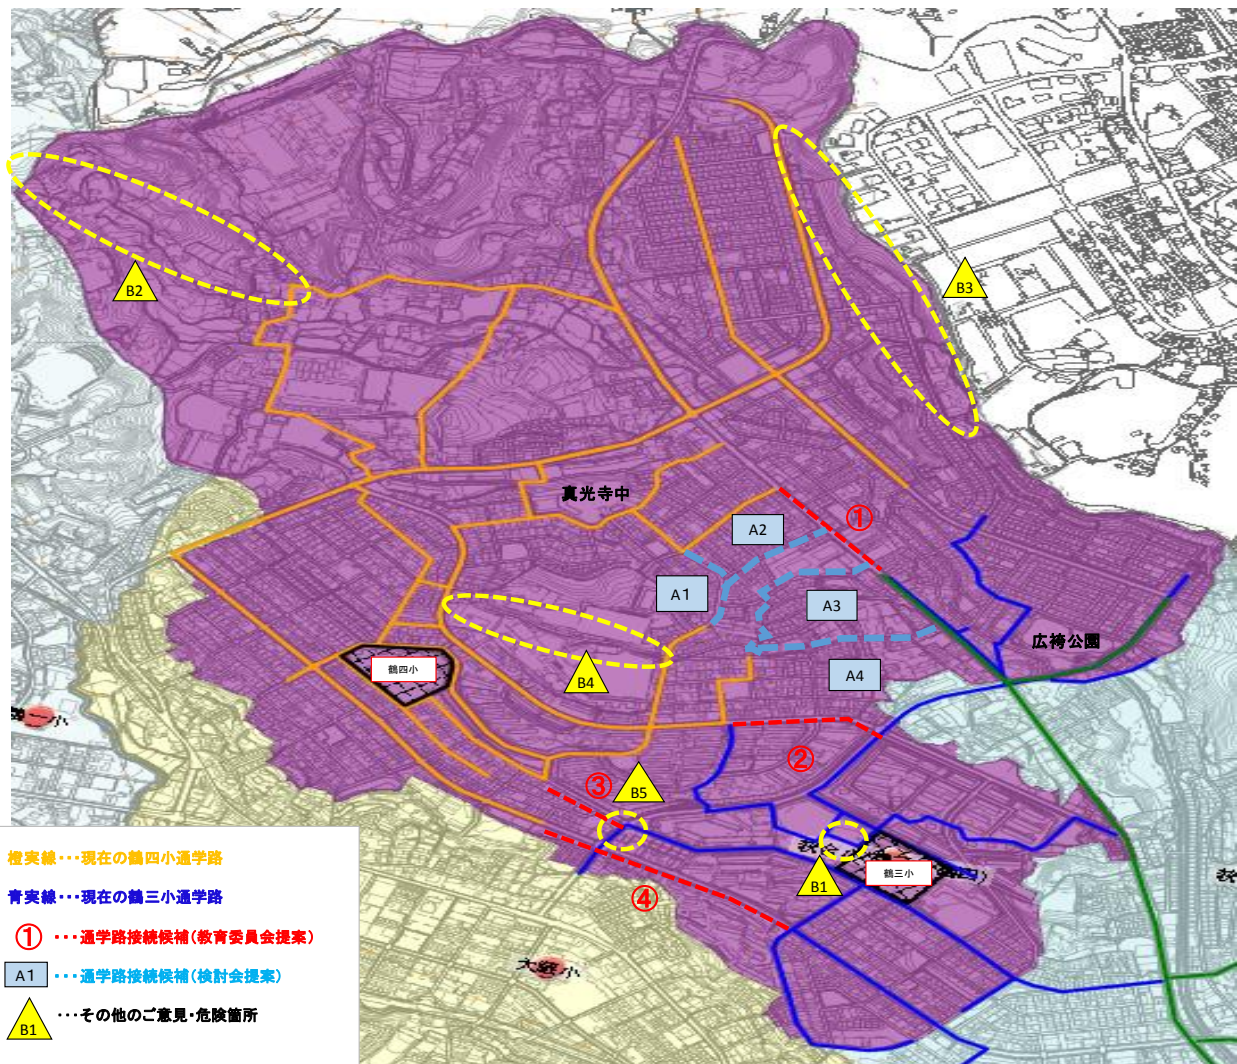 B2
B3
真光寺中
①
A2
A1
A3
広袴公園
鶴四小
B4
A4
②
③
B5
④
鶴三小
B1
大蔵小
橙実線・・・現在の鶴四小通学路
青実線・・・現在の鶴三小通学路
① ・・・通学路接続候補(教育委員会提案)
A1 ・・・通学路接続候補(検討会提案)
B1 ・・・その他のご意見・危険箇所